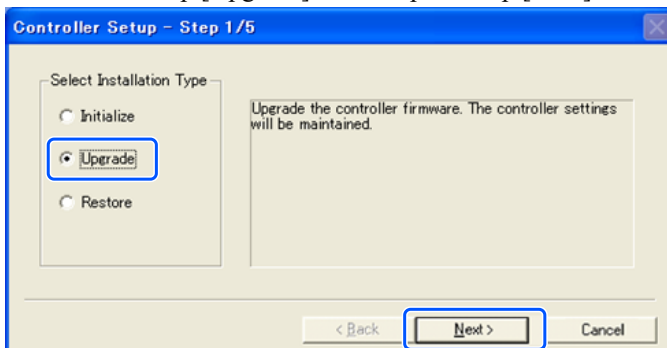 Controller Setup - Step 1/5
Select Installation Type
Initialize
Upgrade
Restore
Upgrade the controller firmware. The controller settings
will be maintained.
< Back
Next >
Cancel